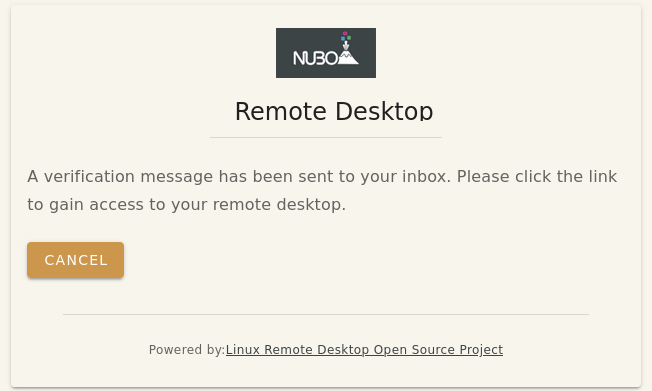 NUBO
Remote Desktop
A verification message has been sent to your inbox. Please click the link
to gain access to your remote desktop.
CANCEL
Powered by:Linux Remote Desktop Open Source Project